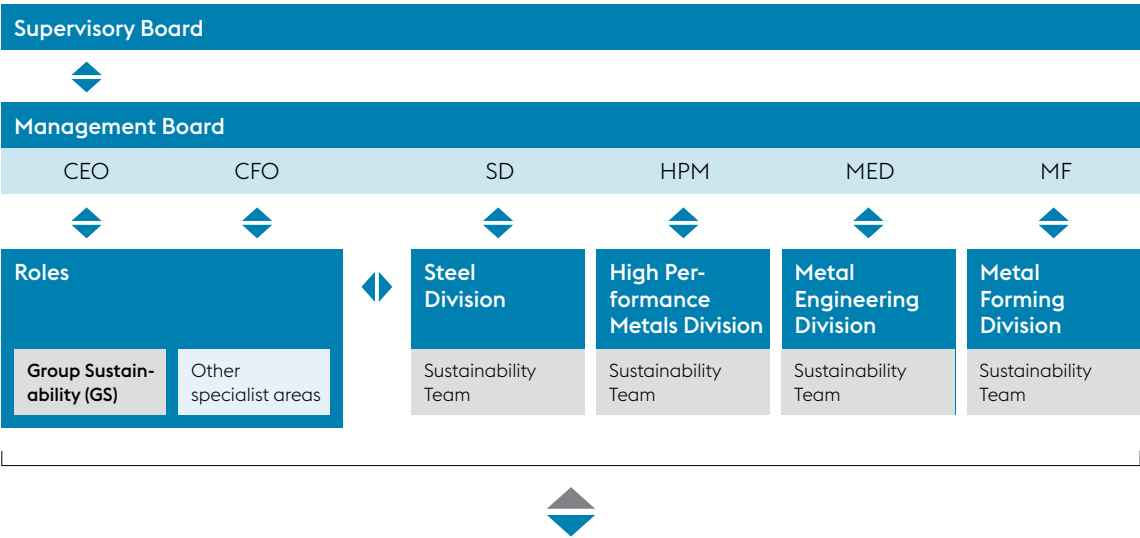 Supervisory Board
Management Board
CEO
CFO
SD
HPM
MED
MF
Roles
Group Sustain-
ability (GS)
Other
specialist areas
Steel
Division
Sustainability
Team
High Per-
formance
Metals Division
Sustainability
Team
Metal
Engineering
Division
Sustainability
Team
Metal
Forming
Division
Sustainability
Team